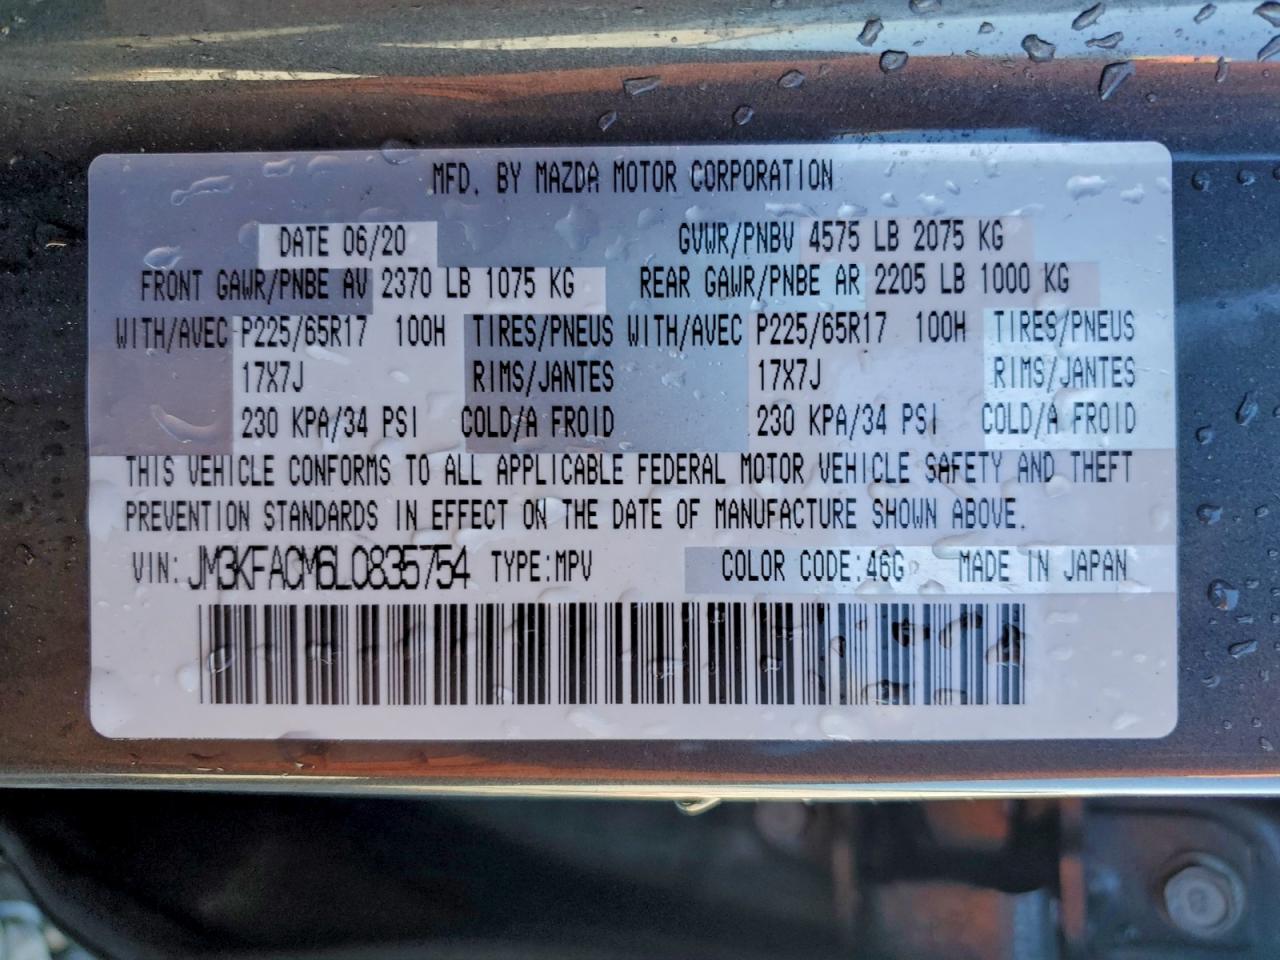 MFD. BY MAZDA MOTOR CORPORATION
DATE 06/20 GVWR/PNBV 4575 LB 2075 KG
FRONT GAWR/PNBE AV 2370 LB 1075 KG REAR GAWR/PNBE AR 2205 LB 1000 KG
WITH/AVEC P225/65R17 100H TIRES/PNEUS WITH/AVEC P225/65R17 100H TIRES/PNEUS
17X7J RIMS/JANTES 17X7J RIMS/JANTES
230 KPA/34 PSI COLD/A FROID 230 KPA/34 PSI COLD/A FROID
THIS VEHICLE CONFORMS TO ALL APPLICABLE FEDERAL MOTOR VEHICLE SAFETY AND THEFT
PREVENTION STANDARDS IN EFFECT ON THE DATE OF MANUFACTURE SHOWN ABOVE.
VIN: JM3KFACM6L0835754 TYPE:MPV COLOR CODE:46G MADE IN JAPAN